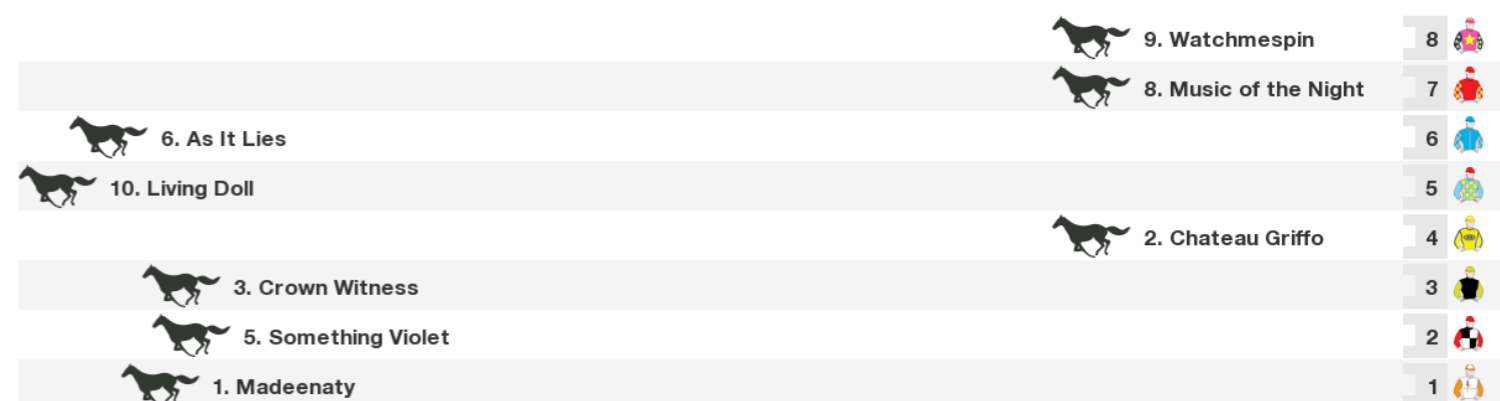 9. Watchmespin 8
8. Music of the Night 7
6. As It Lies 6
10. Living Doll 5
2. Chateau Griffo 4
3. Crown Witness 3
5. Something Violet 2
1. Madeenaty 1